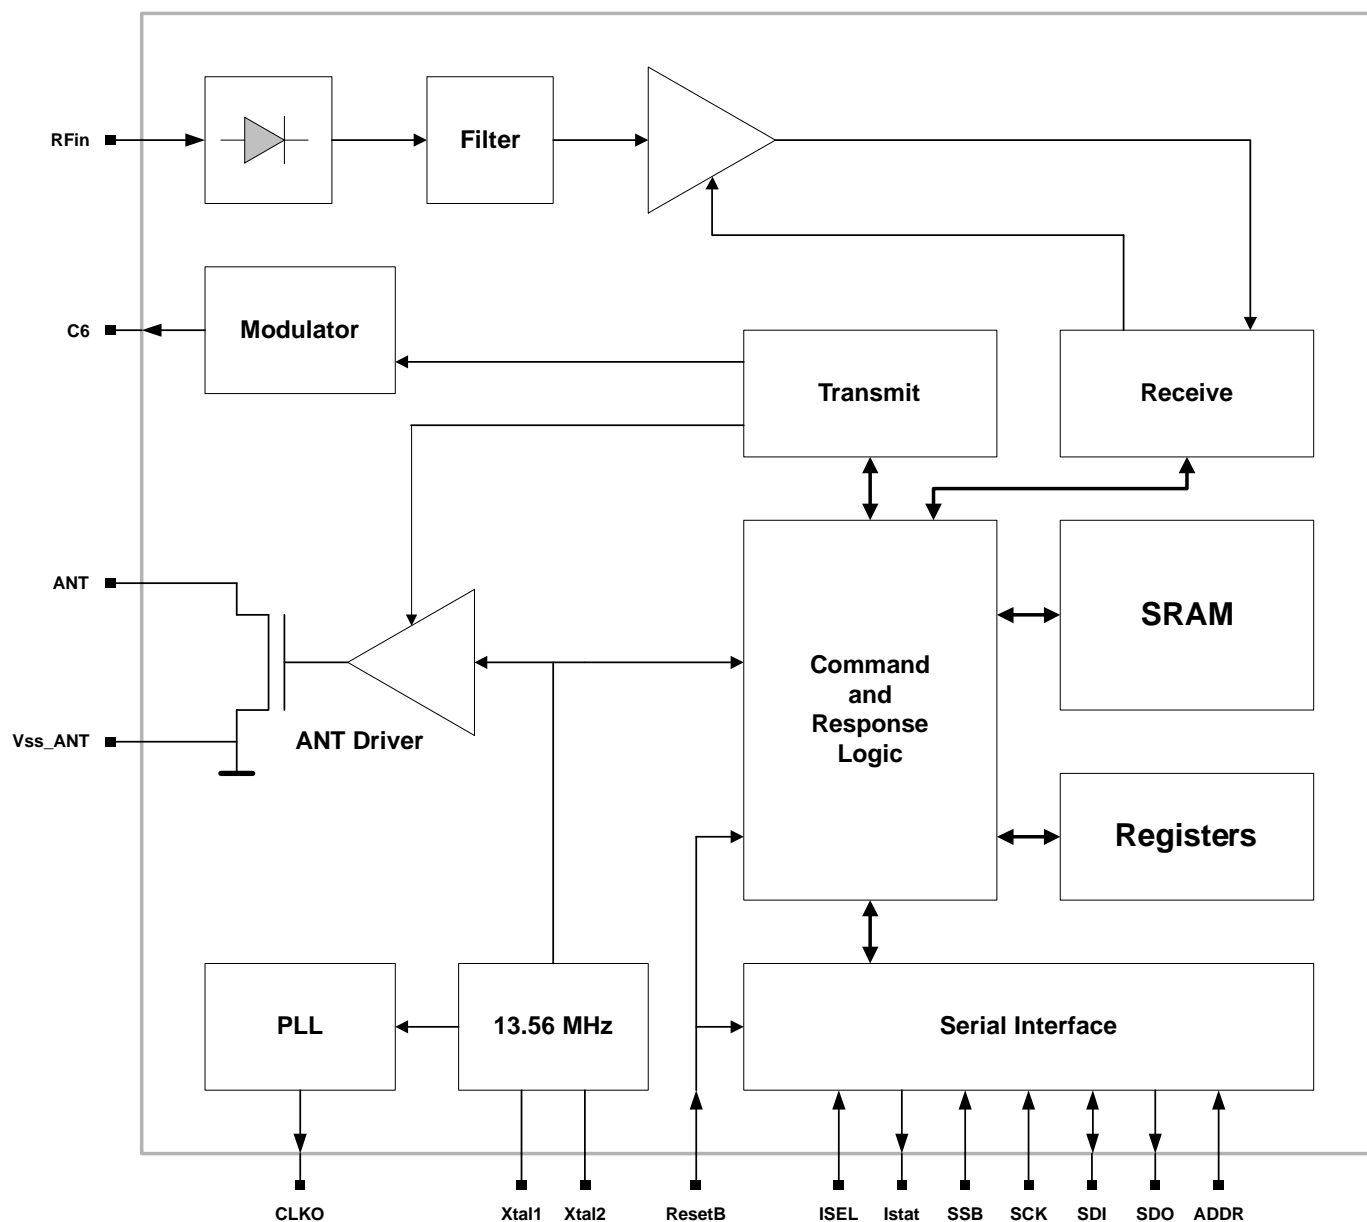 RFin
Filter
C6
Modulator
Transmit
Receive
ANT
SRAM
Command
and
Response
Logic
Vss_ANT
ANT Driver
Registers
PLL
13.56 MHz
Serial Interface
CLKO
Xtal1
Xtal2
ResetB
ISEL
Istat
SSB
SCK
SDI
SDO
ADDR